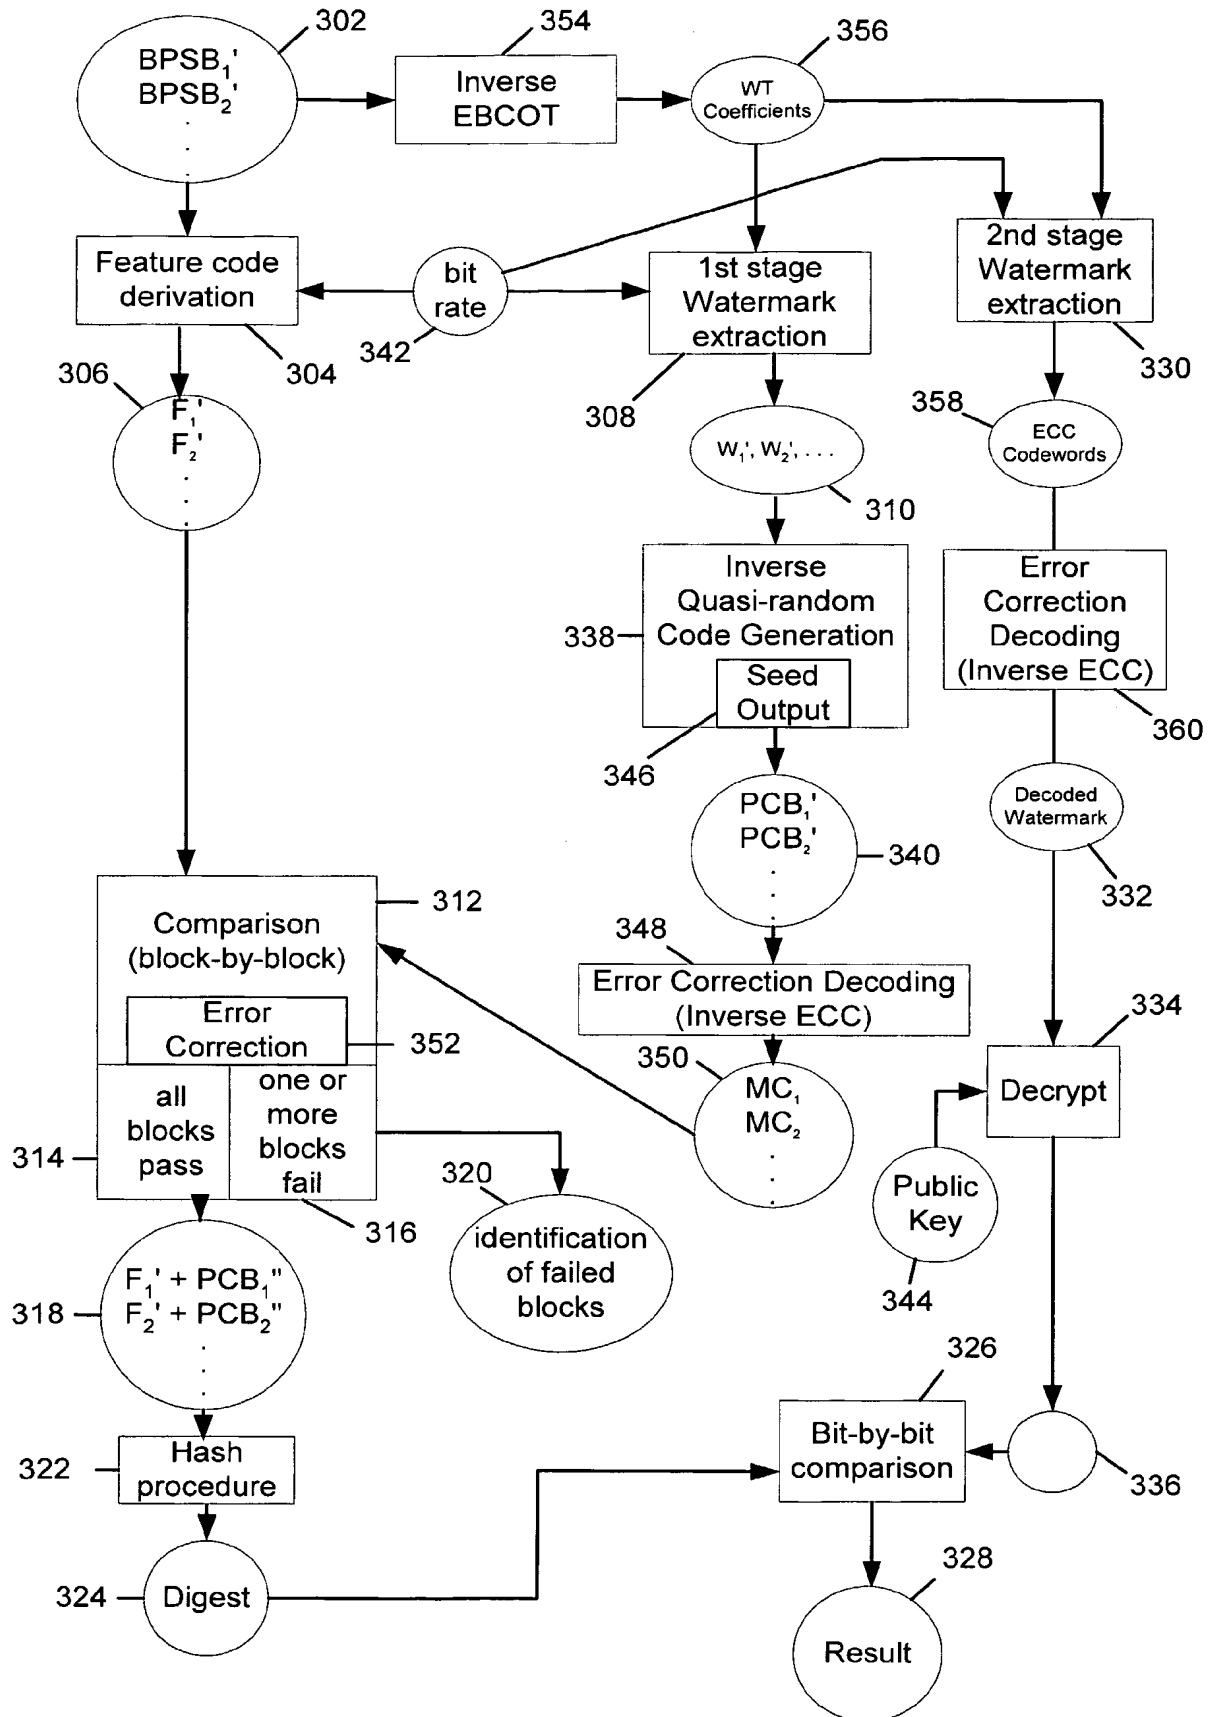 302
BPSB₁'
BPSB₂'
.
.
.
354
Inverse
EBCOT
356
WT
Coefficients
Feature code
derivation
304
bit
rate
342
1st stage
Watermark
extraction
308
2nd stage
Watermark
extraction
330
306
F₁'
F₂'
.
.
.
W₁', W₂', . . .
310
358
ECC
Codewords
338
Inverse
Quasi-random
Code Generation
Seed
Output
346
Error
Correction
Decoding
(Inverse ECC)
360
PCB₁'
PCB₂'
.
.
.
340
Decoded
Watermark
332
312
Comparison
(block-by-block)
Error
Correction
352
348
Error Correction Decoding
(Inverse ECC)
334
Decrypt
350
MC₁
MC₂
.
.
.
314
all
blocks
pass
one or
more
blocks
fail
316
320
identification
of failed
blocks
Public
Key
344
318
F₁' + PCB₁"
F₂' + PCB₂"
.
.
.
326
Bit-by-bit
comparison
336
322
Hash
procedure
324
Digest
328
Result